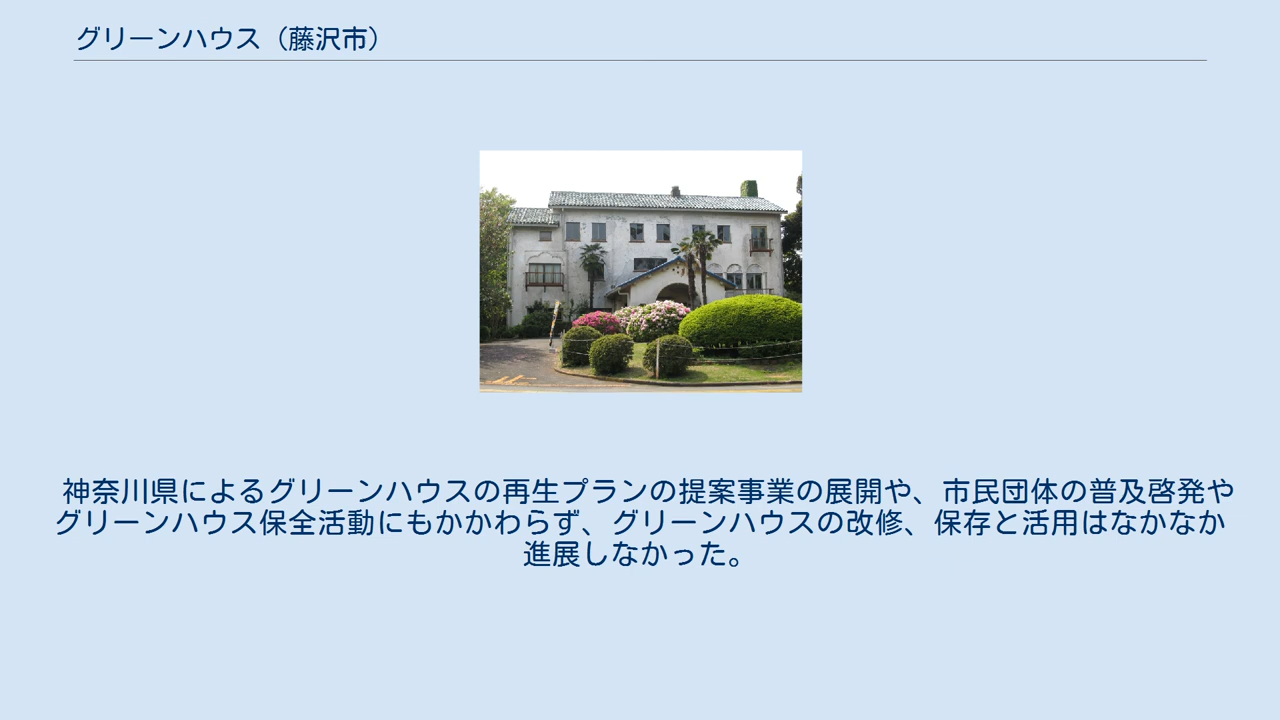 グリーンハウス（藤沢市）
神奈川県によるグリーンハウスの再生プランの提案事業の展開や、市民団体の普及啓発や
グリーンハウス保全活動にもかかわらず、グリーンハウスの改修、保存と活用はなかなか
進展しなかった。